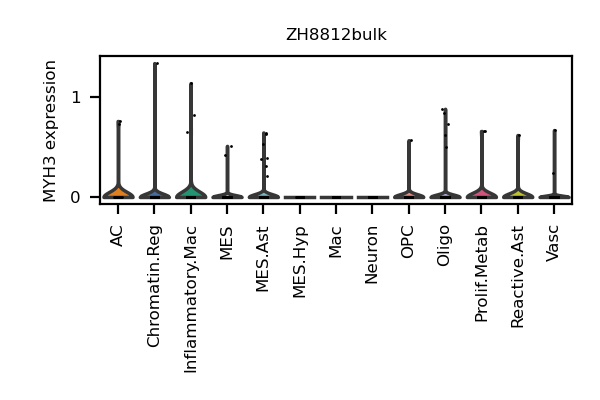 ZH8812bulk
MYH3 expression
1
0
AC
Chromatin.Reg
Inflammatory.Mac
MES
MES.Ast
MES.Hyp
Mac
Neuron
OPC
Oligo
Prolif.Metab
Reactive.Ast
Vasc